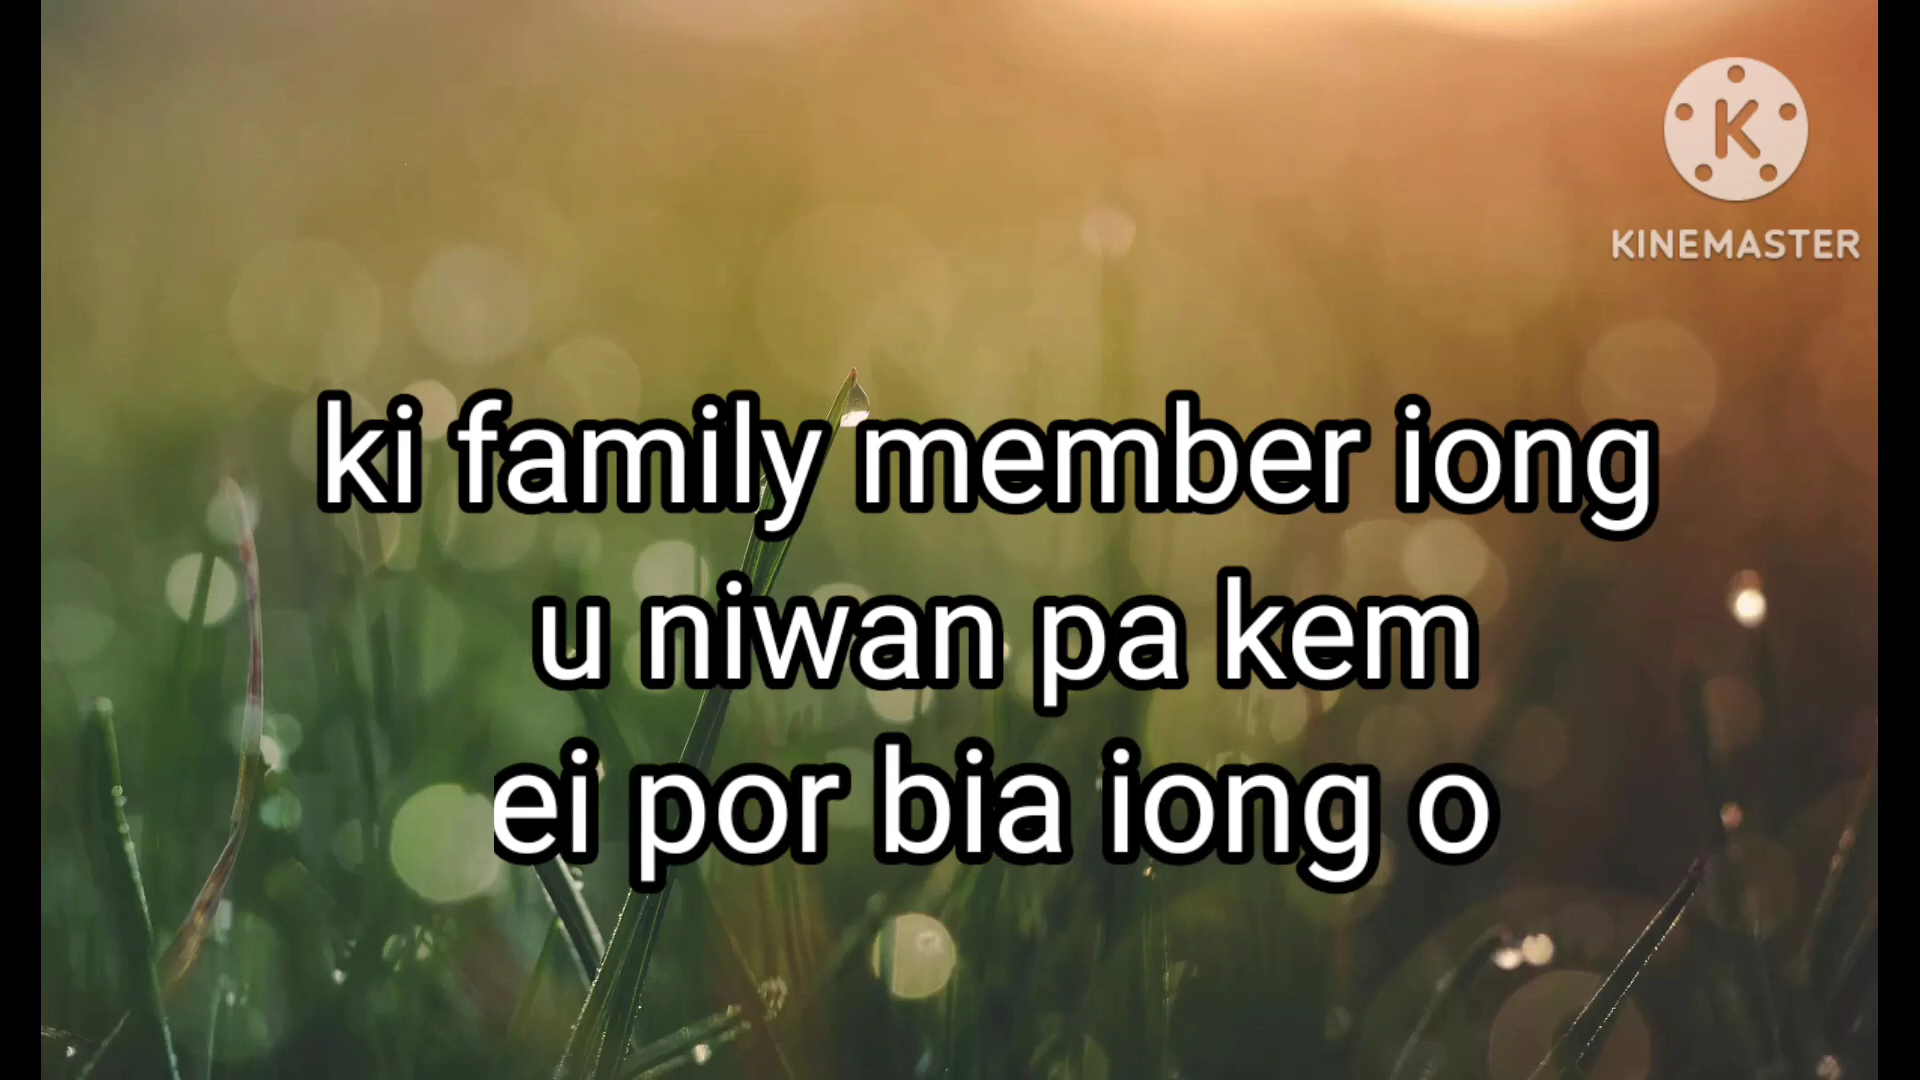 KINEMASTER
ki family member iong
u niwan pa kem
ei por bia iong o